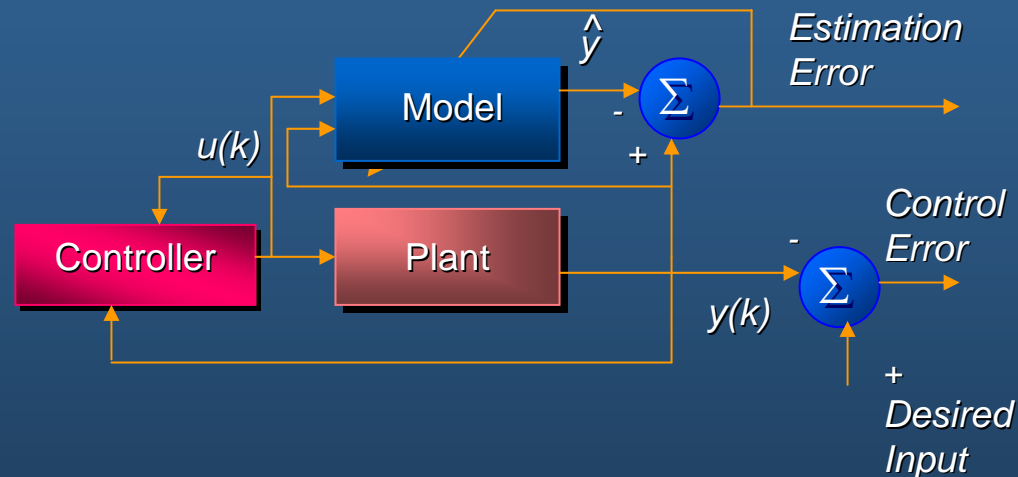 ŷ
Estimation
Error
Model
Σ
-
+
u(k)
Control
Error
Controller
Plant
-
Σ
y(k)
+
Desired
Input